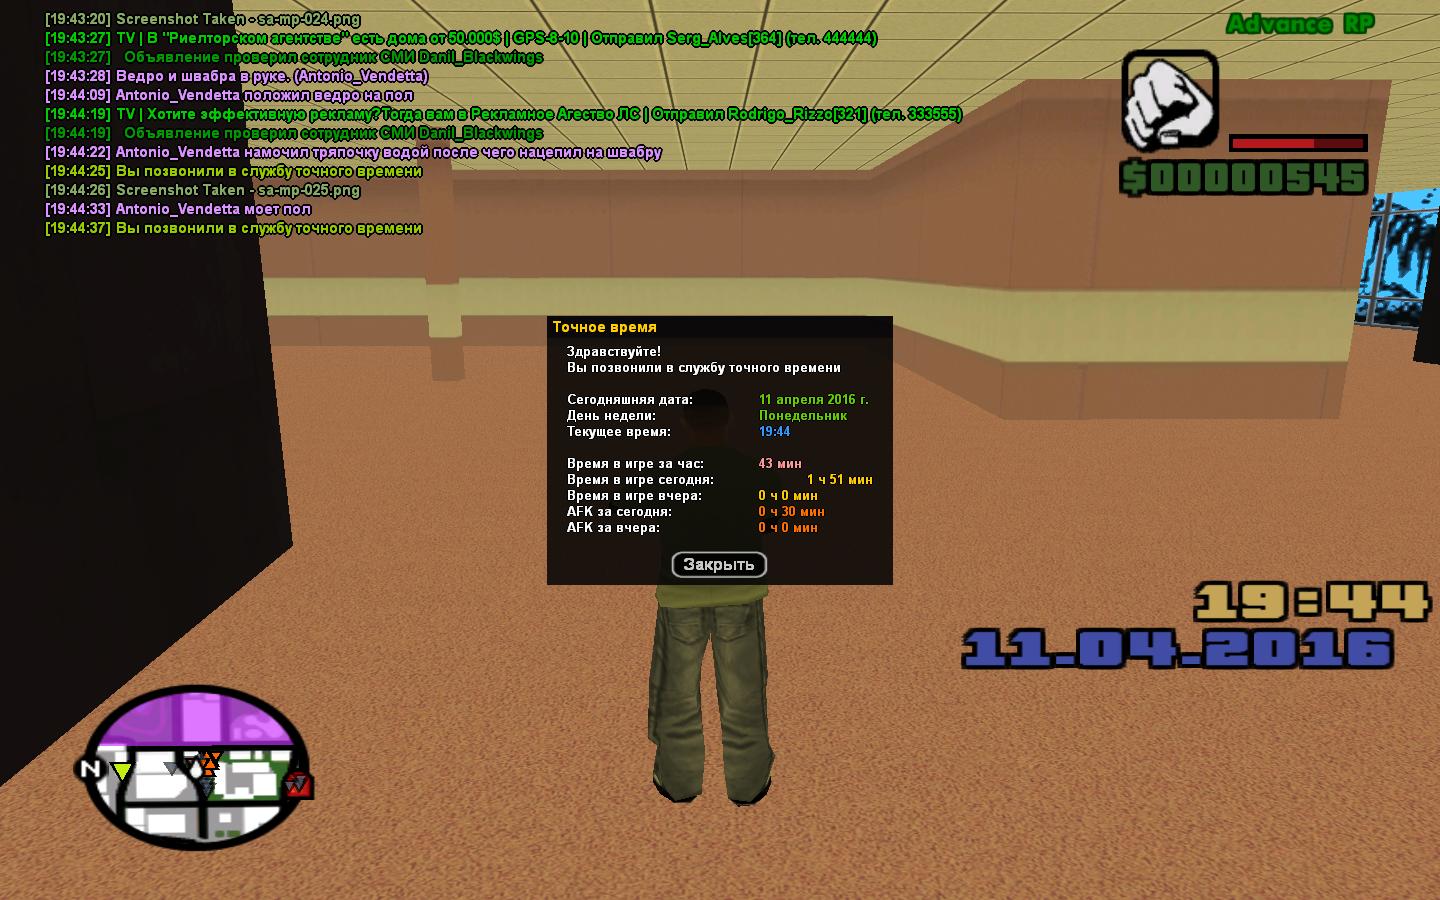 [19:43:20] Screenshot Taken - sa-mp-024.png
[19:43:27] TV | В "Риелторском агентстве" есть дома от 50.000$ | GPS-8-10 | Отправил Serg_Alves[364] (тел. 444444)
[19:43:27] Объявление проверил сотрудник СМИ Danil_Blackwings
[19:43:28] Ведро и швабра в руке. (Antonio_Vendetta)
[19:44:09] Antonio_Vendetta положил ведро на пол
[19:44:19] TV | Хотите эффективную рекламу?Тогда вам в Рекламное Агество ЛС | Отправил Rodrigo_Rizzo[321] (тел. 333555)
[19:44:19] Объявление проверил сотрудник СМИ Danil_Blackwings
[19:44:22] Antonio_Vendetta намочил тряпочку водой после чего нацепил на швабру
[19:44:25] Вы позвонили в службу точного времени
[19:44:26] Screenshot Taken - sa-mp-025.png
[19:44:33] Antonio_Vendetta моет пол
[19:44:37] Вы позвонили в службу точного времени
Advance RP
$00000545
Точное время
Здравствуйте!
Вы позвонили в службу точного времени
Сегодняшняя дата: 11 апреля 2016 г.
День недели: Понедельник
Текущее время: 19:44
Время в игре за час: 43 мин
Время в игре сегодня: 1 ч 51 мин
Время в игре вчера: 0 ч 0 мин
AFK за сегодня: 0 ч 30 мин
AFK за вчера: 0 ч 0 мин
Закрыть
19:44
11.04.2016
N